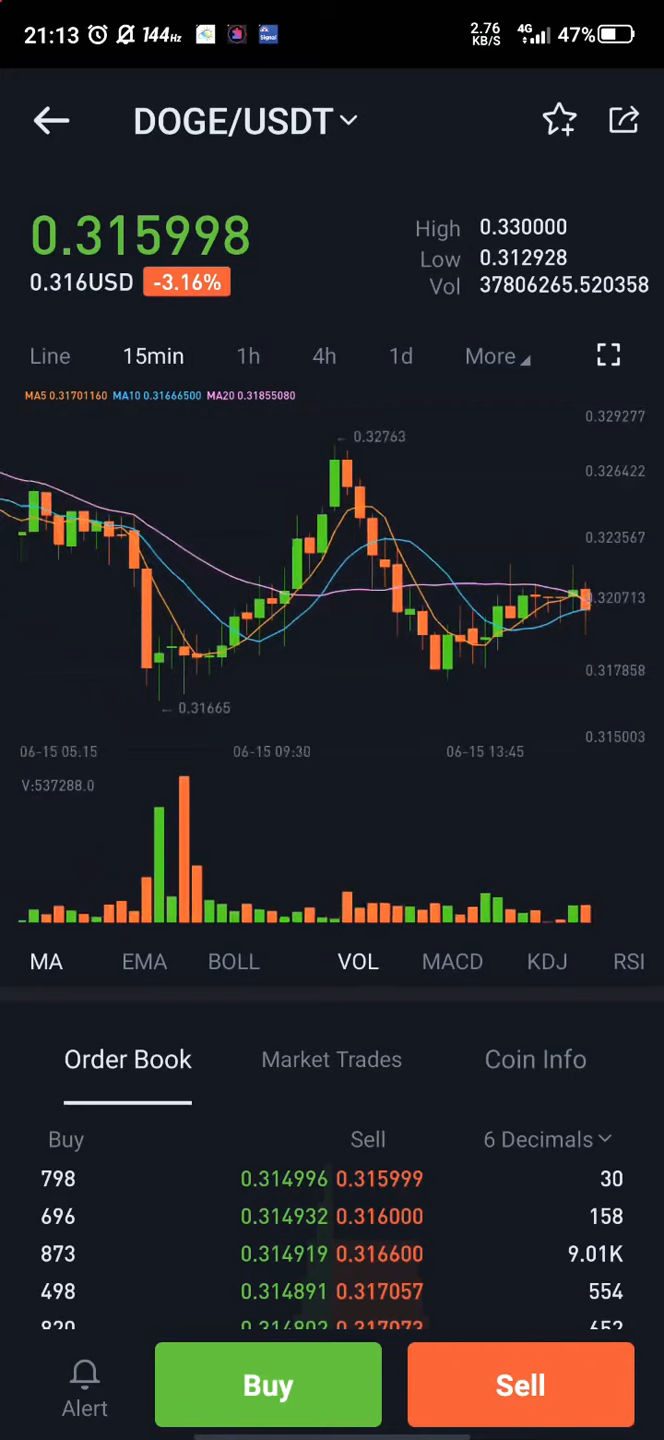 21:13 144Hz Signal 2.76 KB/S 4G 47%
DOGE/USDT
0.315998
0.316USD -3.16%
High 0.330000
Low 0.312928
Vol 37806265.520358
Line 15min 1h 4h 1d More
MA5 0.31701160 MA10 0.31666500 MA20 0.31855080
0.329277
← 0.32763
0.326422
0.323567
0.320713
0.317858
← 0.31665
0.315003
06-15 05:15 06-15 09:30 06-15 13:45
V:537288.0
MA EMA BOLL VOL MACD KDJ RSI
Order Book Market Trades Coin Info
Buy Sell 6 Decimals
798 0.314996 0.315999 30
696 0.314932 0.316000 158
873 0.314919 0.316600 9.01K
498 0.314891 0.317057 554
Alert Buy Sell